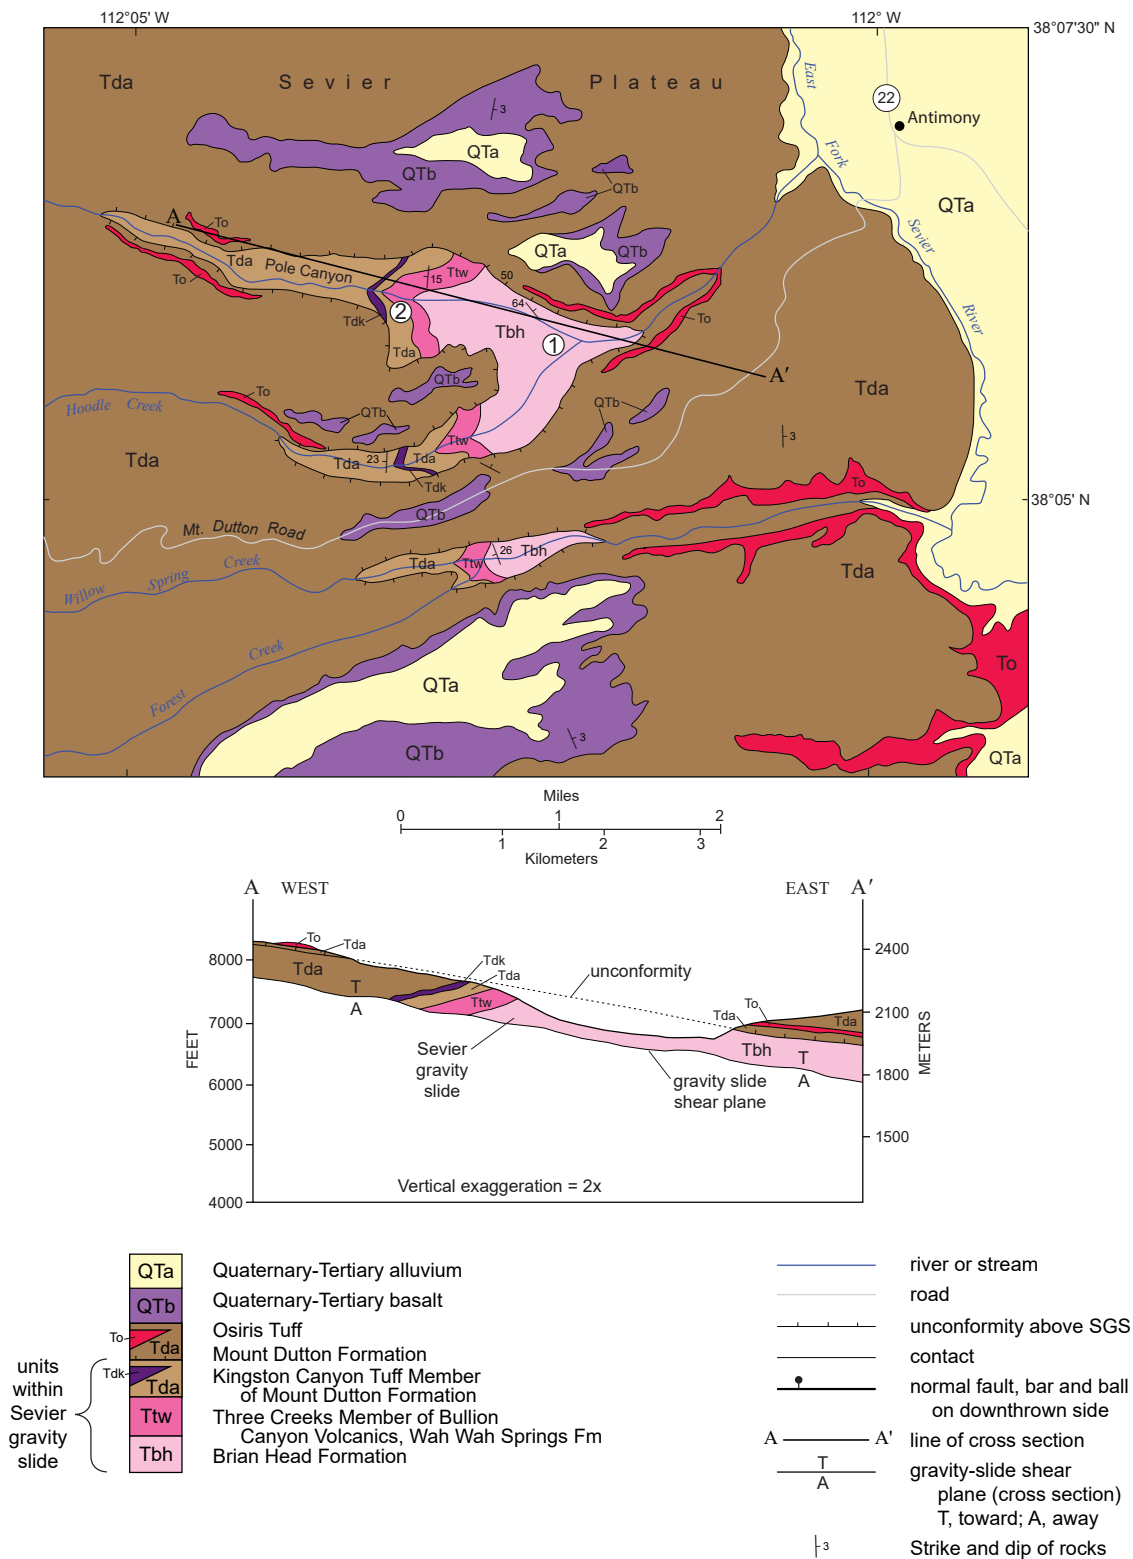 112°05' W
112° W
38°07'30" N
Tda
Sevier Plateau
East
22
Antimony
3
QTa
QTb
Fork
QTb
QTa
A
To
Sevier
QTa
QTb
Tda
Pole Canyon
Ttw
50
To
15
64
River
Tdk
2
Tbh
1
To
Tda
A'
QTb
Tda
To
Hoodle Creek
QTb
QTb
3
Ttw
Tda
Tda
23
Tda
Tdk
To
38°05' N
QTb
Mt. Dutton Road
26
Tbh
Tda
Ttw
Tda
Willow Spring Creek
Creek
To
QTa
Forest
3
QTb
QTa
Miles
0 1 2
1 2 3
Kilometers
A WEST EAST A'
To
Tda
8000
2400
Tdk
Tda
unconformity
Tda
T
A
Ttw
To
Tda
Tda
7000
2100
FEET
METERS
Sevier
gravity
slide
Tbh
T
A
gravity slide
shear plane
6000
1800
5000
1500
Vertical exaggeration = 2x
4000
QTa Quaternary-Tertiary alluvium
QTb Quaternary-Tertiary basalt
To Osiris Tuff
Tda Mount Dutton Formation
units
within
Sevier
gravity
slide
Tdk Kingston Canyon Tuff Member
Tda of Mount Dutton Formation
Ttw Three Creeks Member of Bullion
Canyon Volcanics, Wah Wah Springs Fm
Tbh Brian Head Formation
river or stream
road
unconformity above SGS
contact
normal fault, bar and ball
on downthrown side
A A' line of cross section
T
A
gravity-slide shear
plane (cross section)
T, toward; A, away
3 Strike and dip of rocks